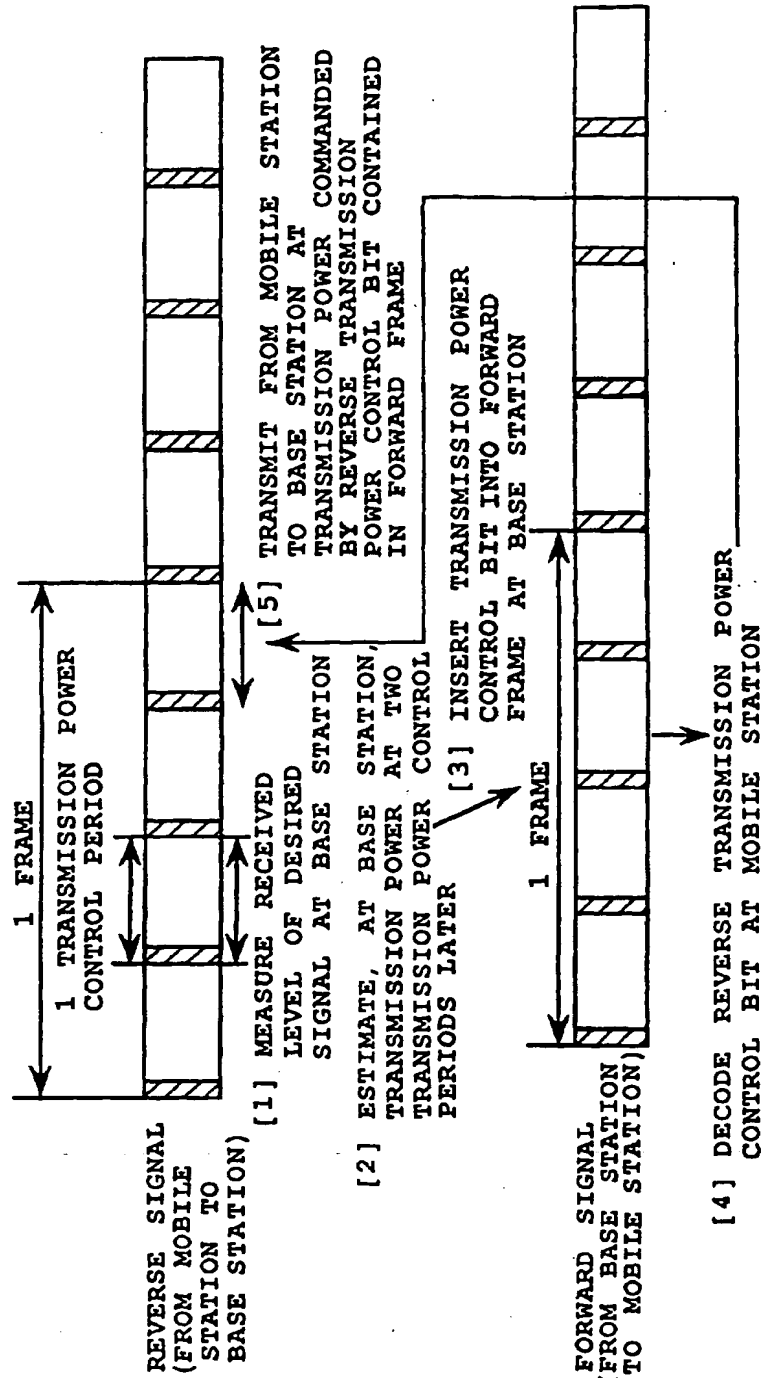 1 FRAME
1 TRANSMISSION POWER
CONTROL PERIOD
REVERSE SIGNAL
(FROM MOBILE
STATION TO
BASE STATION)
[1] MEASURE RECEIVED
LEVEL OF DESIRED
SIGNAL AT BASE STATION
[2] ESTIMATE, AT BASE STATION,
TRANSMISSION POWER AT TWO
TRANSMISSION POWER CONTROL
PERIODS LATER
[5] TRANSMIT FROM MOBILE STATION
TO BASE STATION AT
TRANSMISSION POWER COMMANDED
BY REVERSE TRANSMISSION
POWER CONTROL BIT CONTAINED
IN FORWARD FRAME
[3] INSERT TRANSMISSION POWER
CONTROL BIT INTO FORWARD
FRAME AT BASE STATION
1 FRAME
FORWARD SIGNAL
(FROM BASE STATION
TO MOBILE STATION)
[4] DECODE REVERSE TRANSMISSION POWER
CONTROL BIT AT MOBILE STATION